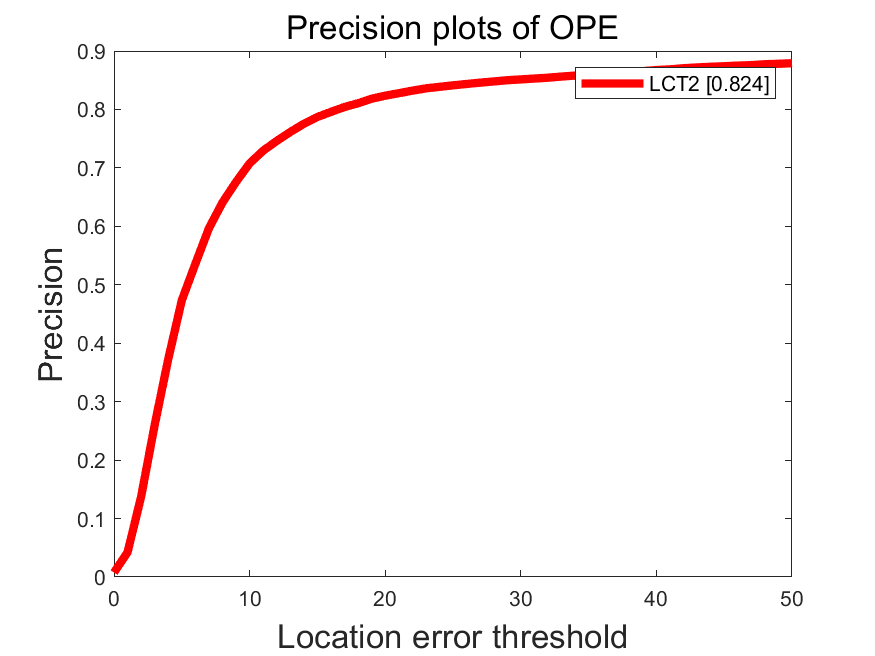 Precision plots of OPE
0.9
0.8
0.7
0.6
0.5
0.4
0.3
0.2
0.1
0
Precision
LCT2 [0.824]
0 10 20 30 40 50
Location error threshold